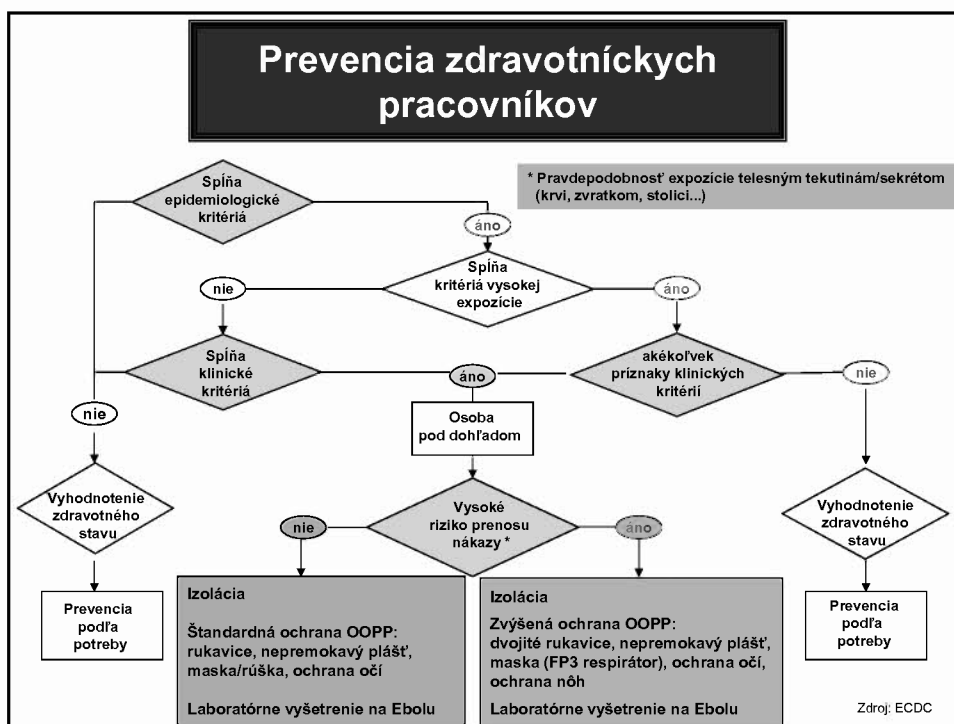 Prevencia zdravotníckych
pracovníkov
Spĺňa
epidemiologické
kritériá
* Pravdepodobnosť expozície telesným tekutinám/sekrétom
(krvi, zvratkom, stolici...)
áno
Spĺňa
kritériá vysokej
expozície
nie
áno
Spĺňa
klinické
kritériá
áno
akékoľvek
príznaky klinických
kritérií
nie
nie
Osoba
pod dohľadom
Vyhodnotenie
zdravotného
stavu
Vysoké
riziko prenosu
nákazy *
nie
áno
Vyhodnotenie
zdravotného
stavu
Prevencia
podľa
potreby
Izolácia
Štandardná ochrana OOPP:
rukavice, nepremokavý plášť,
maska/rúška, ochrana očí
Laboratórne vyšetrenie na Ebolu
Izolácia
Zvýšená ochrana OOPP:
dvojité rukavice, nepremokavý plášť,
maska (FP3 respirátor), ochrana očí,
ochrana nôh
Laboratórne vyšetrenie na Ebolu
Prevencia
podľa
potreby
Zdroj: ECDC